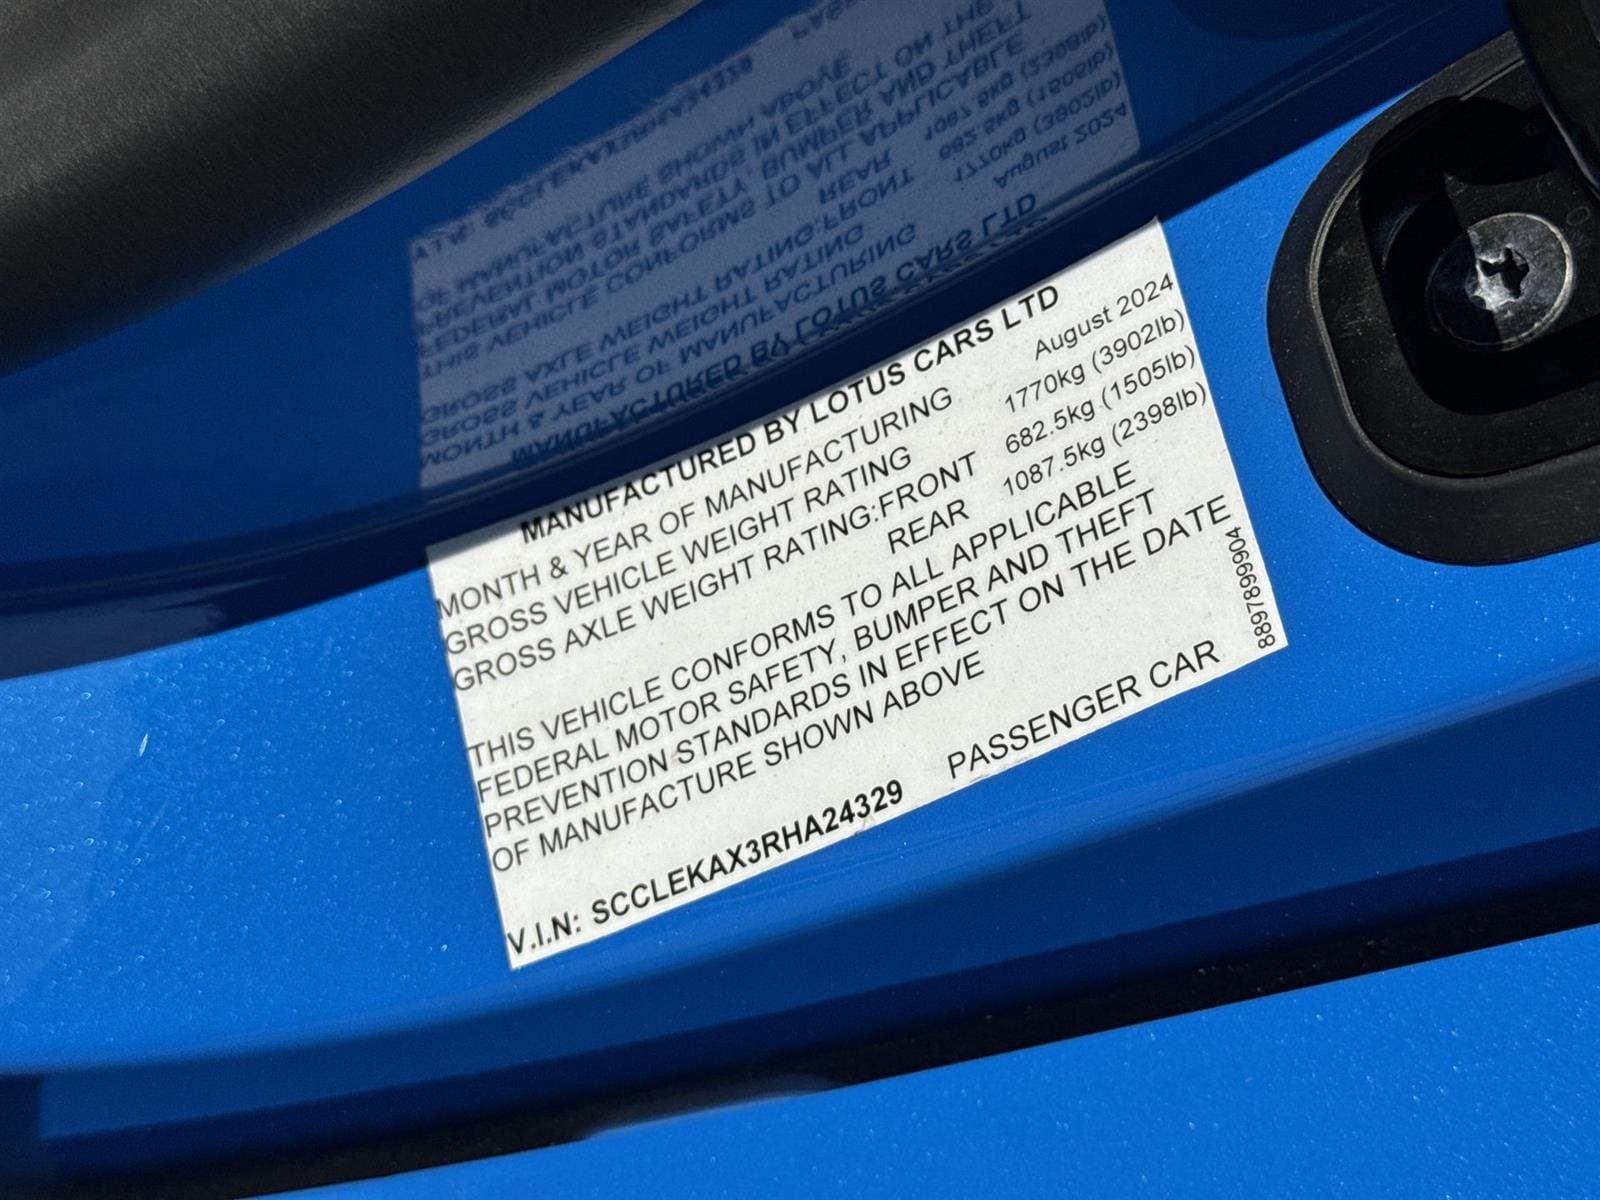 MANUFACTURED BY LOTUS CARS LTD
MONTH & YEAR OF MANUFACTURING August 2024
GROSS VEHICLE WEIGHT RATING 1770kg (3902lb)
GROSS AXLE WEIGHT RATING:FRONT 682.5kg (1505lb)
REAR 1087.5kg (2398lb)
THIS VEHICLE CONFORMS TO ALL APPLICABLE
FEDERAL MOTOR SAFETY, BUMPER AND THEFT
PREVENTION STANDARDS IN EFFECT ON THE DATE
OF MANUFACTURE SHOWN ABOVE
V.I.N: SCCLEKAX3RHA24329 PASSENGER CAR
8897899904